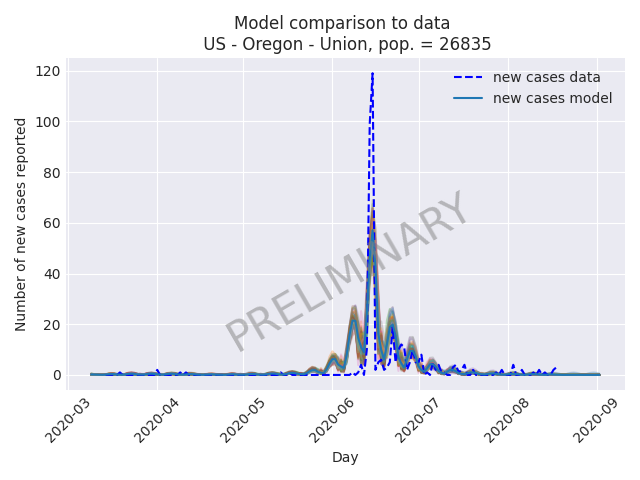 Model comparison to data
US - Oregon - Union, pop. = 26835
new cases data
new cases model
120
100
80
60
40
20
0
Number of new cases reported
PRELIMINARY
2020-03
2020-04
2020-05
2020-06
2020-07
2020-08
2020-09
Day